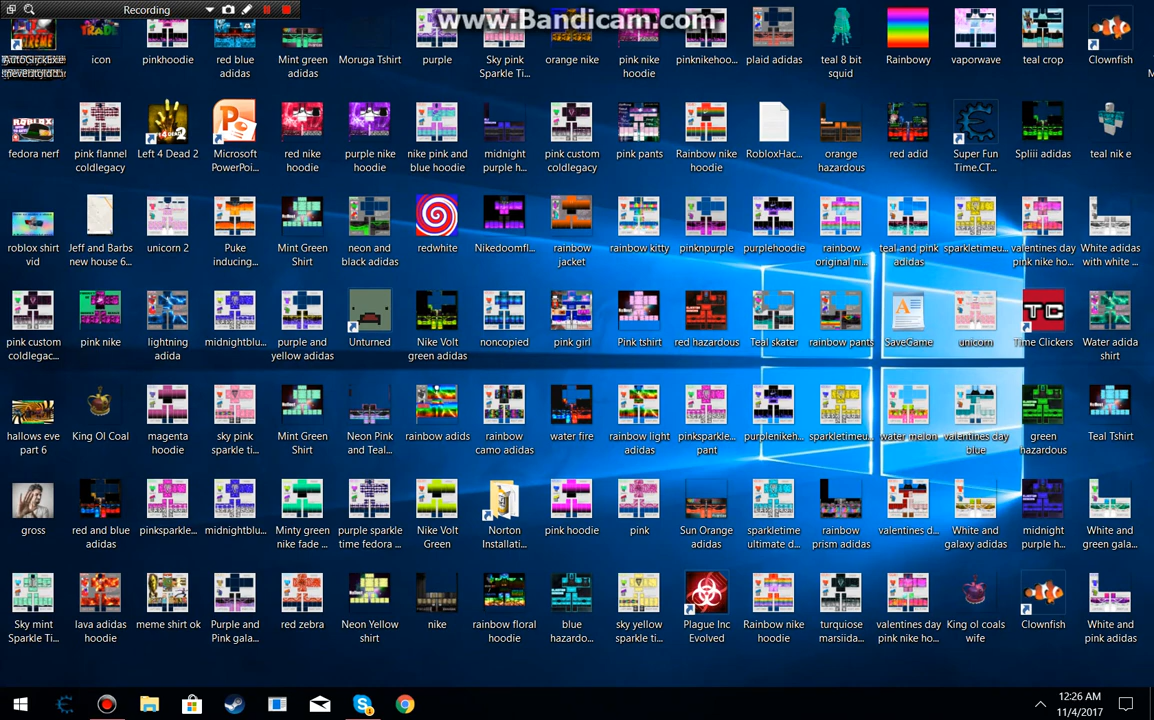 Recording
www.Bandicam.com
icon
pinkhoodie
red blue
adidas
Mint green
adidas
Moruga Tshirt
purple
Sky pink
Sparkle Ti...
orange nike
pink nike
hoodie
pinknikehoo...
plaid adidas
teal 8 bit
squid
Rainbowy
vaporwave
teal crop
Clownfish
fedora nerf
pink flannel
coldlegacy
Left 4 Dead 2
Microsoft
PowerPoi...
red nike
hoodie
purple nike
hoodie
nike pink and
blue hoodie
midnight
purple h...
pink custom
coldlegacy
pink pants
Rainbow nike
hoodie
RobloxHac...
orange
hazardous
red adid
Super Fun
Time.CT...
Spliii adidas
teal nik e
roblox shirt
vid
Jeff and Barbs
new house 6...
unicorn 2
Puke
inducing...
Mint Green
Shirt
neon and
black adidas
redwhite
Nikedoomfl...
rainbow
jacket
rainbow kitty
pinknpurple
purplehoodie
rainbow
original ni...
teal and pink
adidas
sparkletimeu...
valentines day
pink nike ho...
White adidas
with white ...
pink custom
coldlegac...
pink nike
lightning
adida
midnightblu...
purple and
yellow adidas
Unturned
Nike Volt
green adidas
noncopied
pink girl
Pink tshirt
red hazardous
Teal skater
rainbow pants
SaveGame
unicorn
Time Clickers
Water adida
shirt
hallows eve
part 6
King Ol Coal
magenta
hoodie
sky pink
sparkle ti...
Mint Green
Shirt
Neon Pink
and Teal...
rainbow adids
rainbow
camo adidas
water fire
rainbow light
adidas
pinksparkle...
pant
purplenikeh...
sparkletimeu...
water melon
valentines day
blue
green
hazardous
Teal Tshirt
gross
red and blue
adidas
pinksparkle...
midnightblu...
Minty green
nike fade ...
purple sparkle
time fedora ...
Nike Volt
Green
Norton
Installati...
pink hoodie
pink
Sun Orange
adidas
sparkletime
ultimate d...
rainbow
prism adidas
valentines d...
White and
galaxy adidas
midnight
purple h...
White and
green gala...
Sky mint
Sparkle Ti...
lava adidas
hoodie
meme shirt ok
Purple and
Pink gala...
red zebra
Neon Yellow
shirt
nike
rainbow floral
hoodie
blue
hazardo...
sky yellow
sparkle ti...
Plague Inc
Evolved
Rainbow nike
hoodie
turquiose
marsiida...
valentines day
pink nike ho...
King ol coals
wife
Clownfish
White and
pink adidas
12:26 AM
11/4/2017